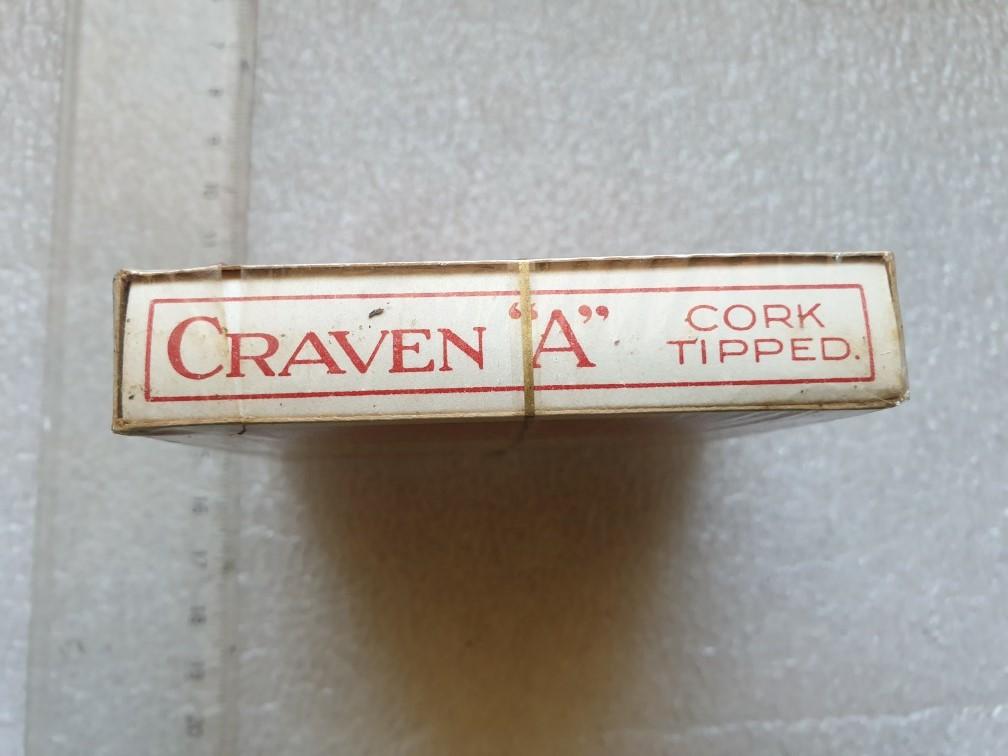 CRAVEN “A”
CORK
TIPPED.